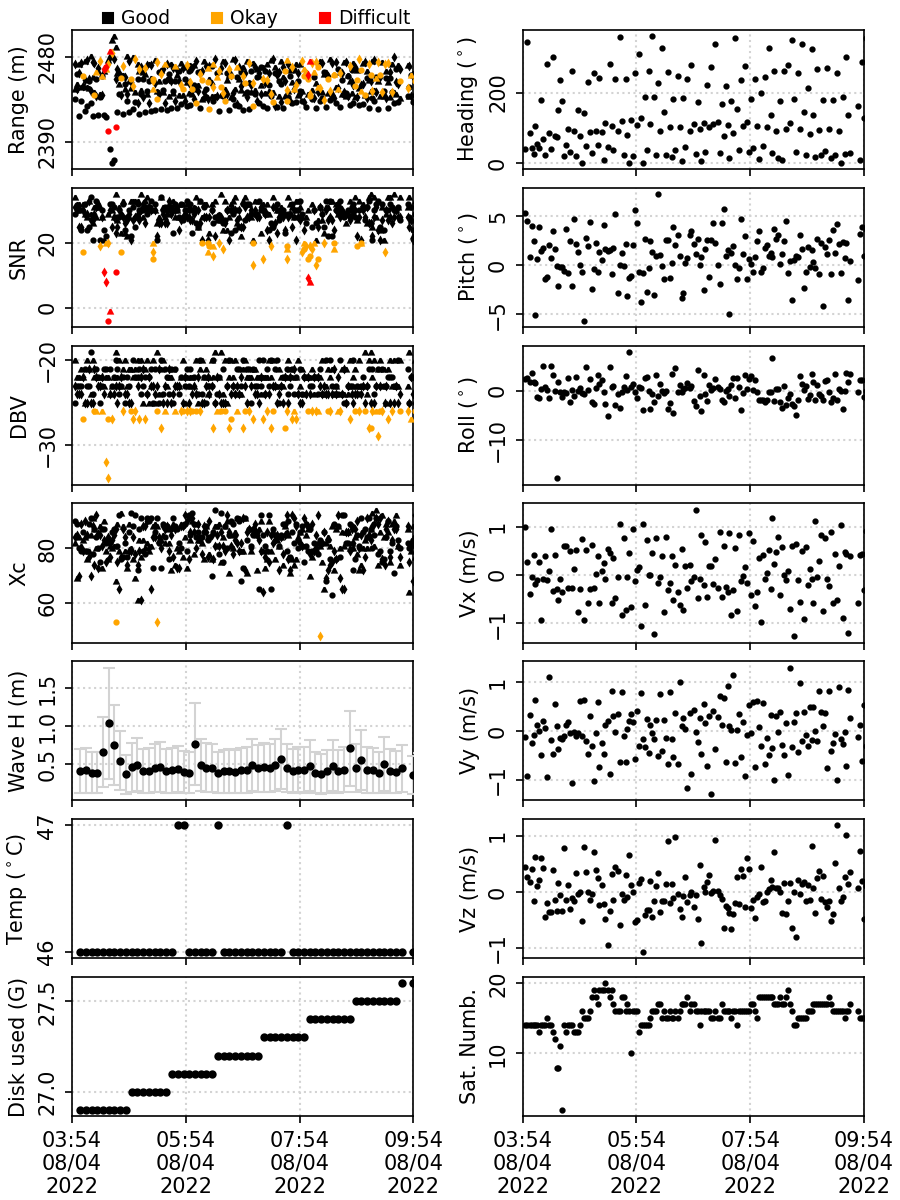 Good Okay Difficult
Range (m)
2480
2390
Heading (°)
200
0
SNR
20
0
Pitch (°)
5
0
−5
DBV
−20
−30
Roll (°)
0
−10
Xc
80
60
Vx (m/s)
1
0
−1
Wave H (m)
1.5
1.0
0.5
Vy (m/s)
1
0
−1
Temp (°C)
47
46
Vz (m/s)
1
0
−1
Disk used (G)
27.5
27.0
Sat. Numb.
20
10
03:54 05:54 07:54 09:54 03:54 05:54 07:54 09:54
08/04 08/04 08/04 08/04 08/04 08/04 08/04 08/04
2022 2022 2022 2022 2022 2022 2022 2022